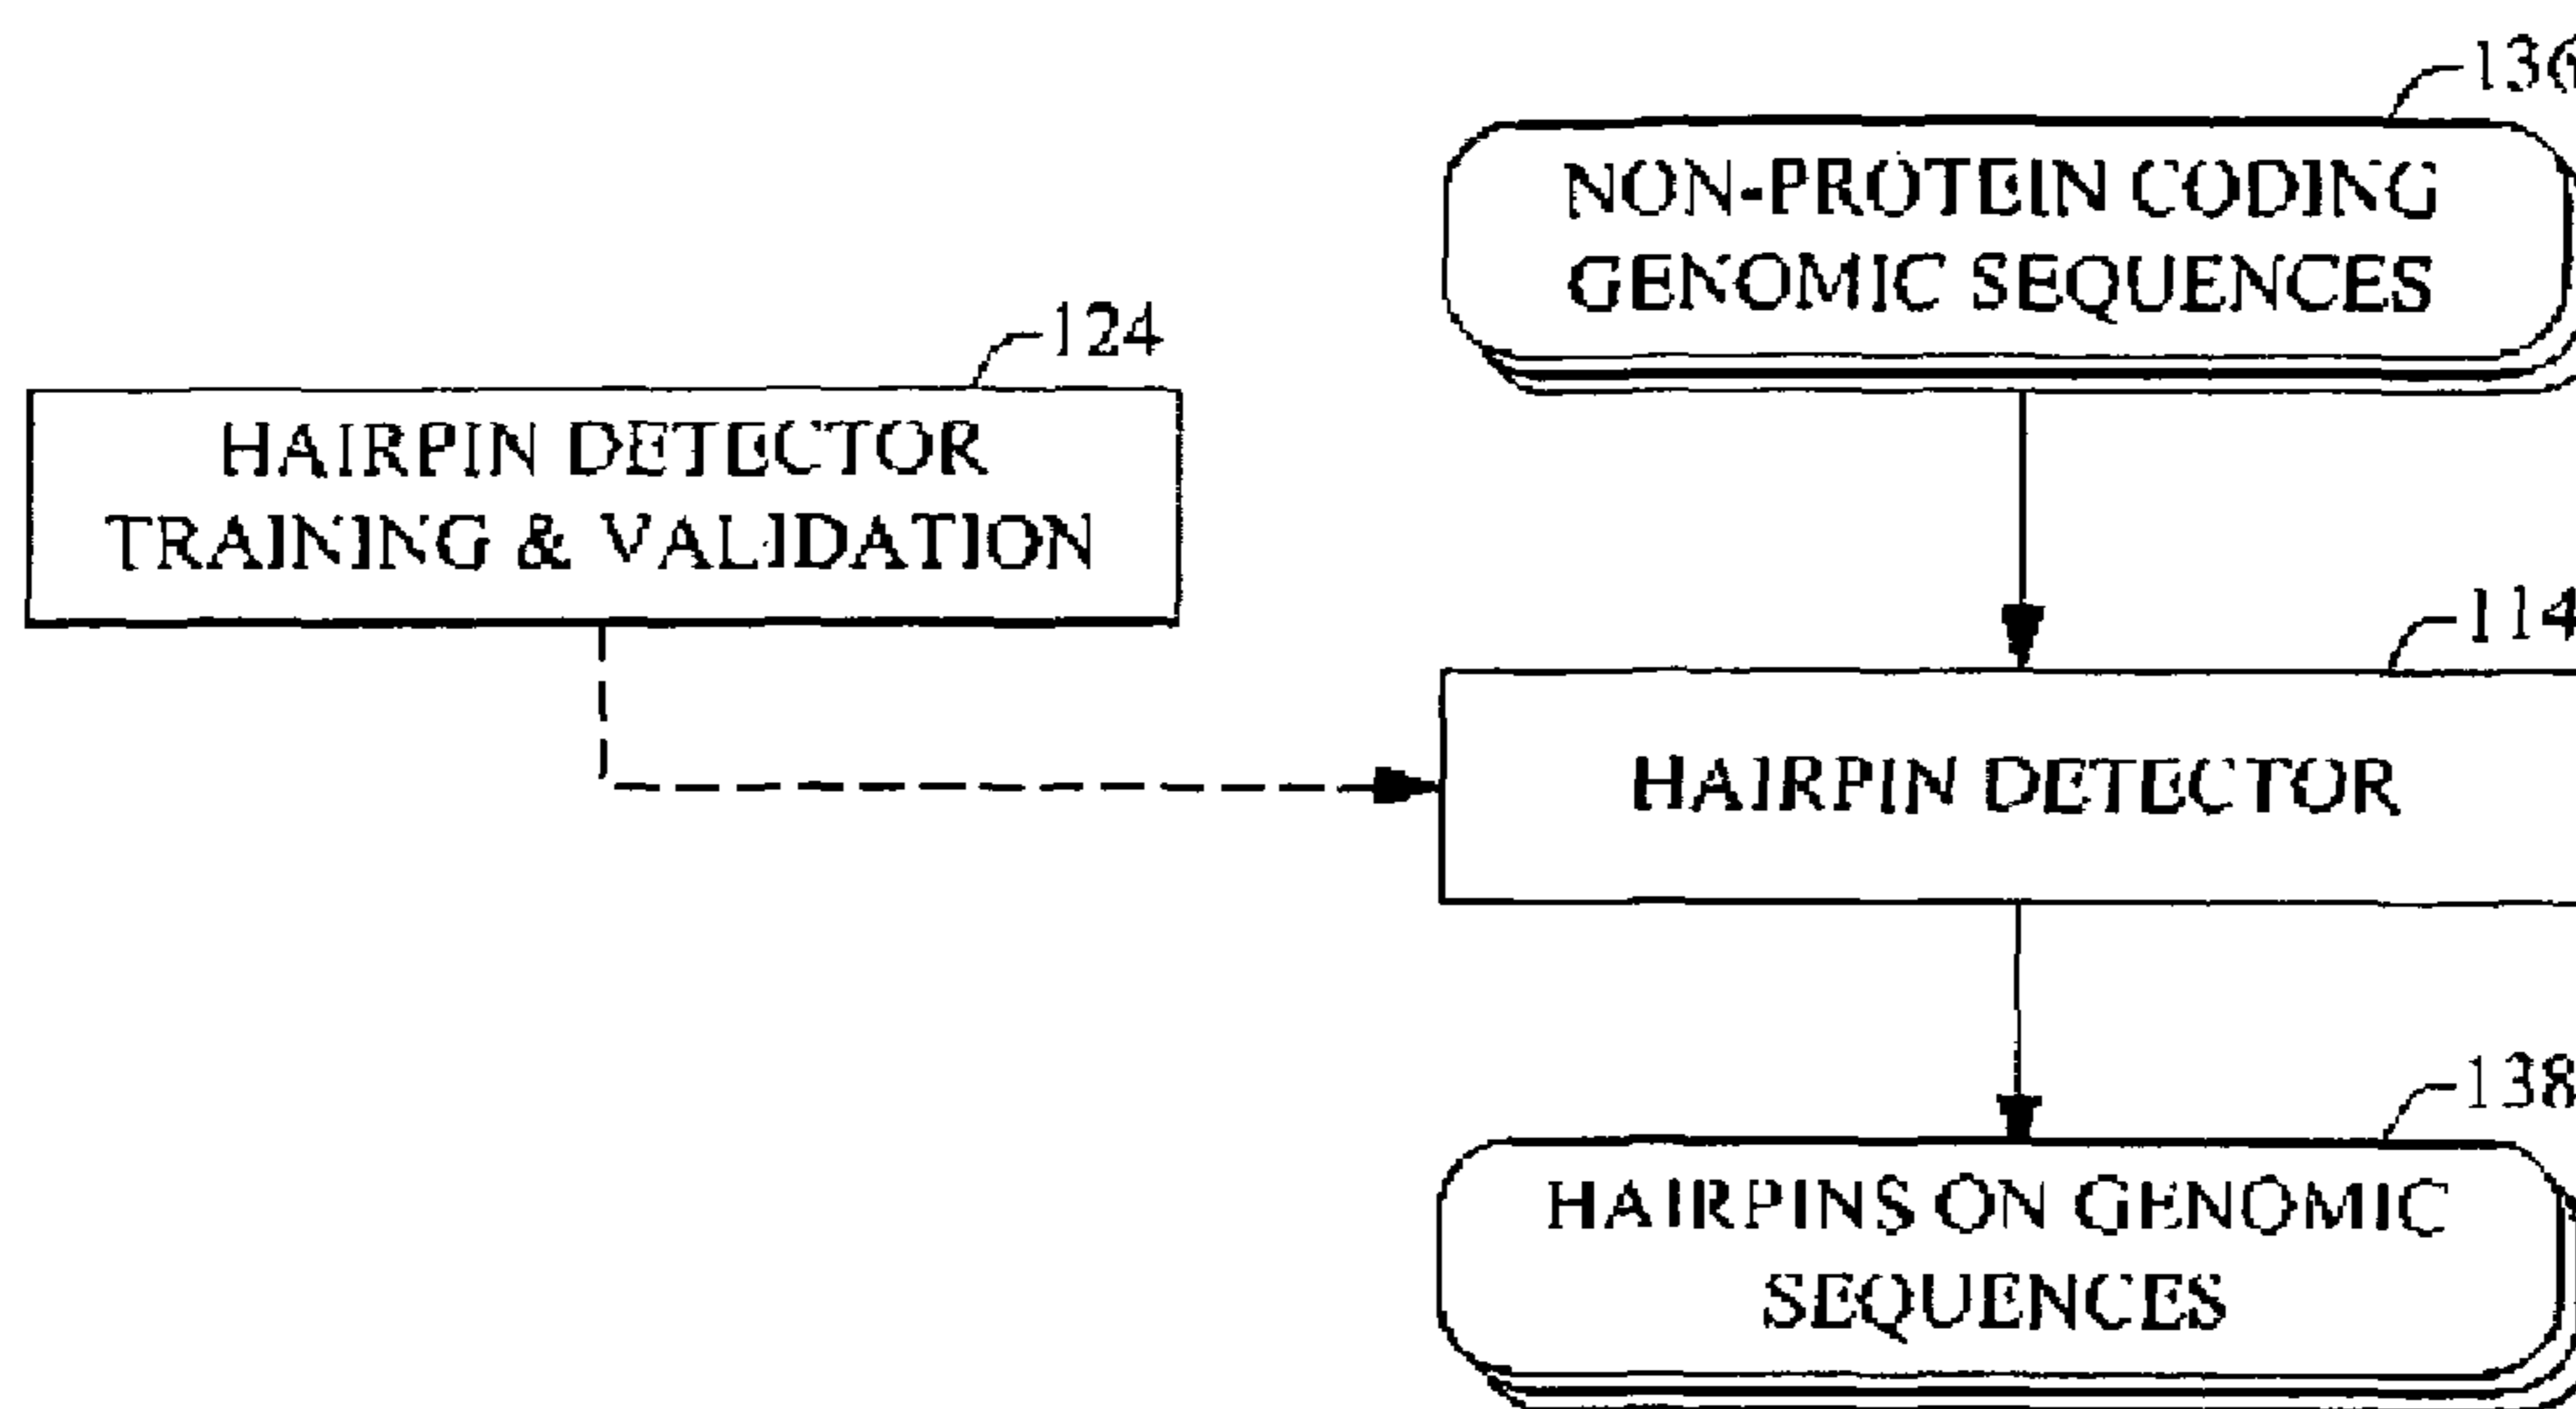 136
NON-PROTEIN CODING
GENOMIC SEQUENCES
124
HAIRPIN DETECTOR
TRAINING & VALIDATION
114
HAIRPIN DETECTOR
138
HAIRPINS ON GENOMIC
SEQUENCES